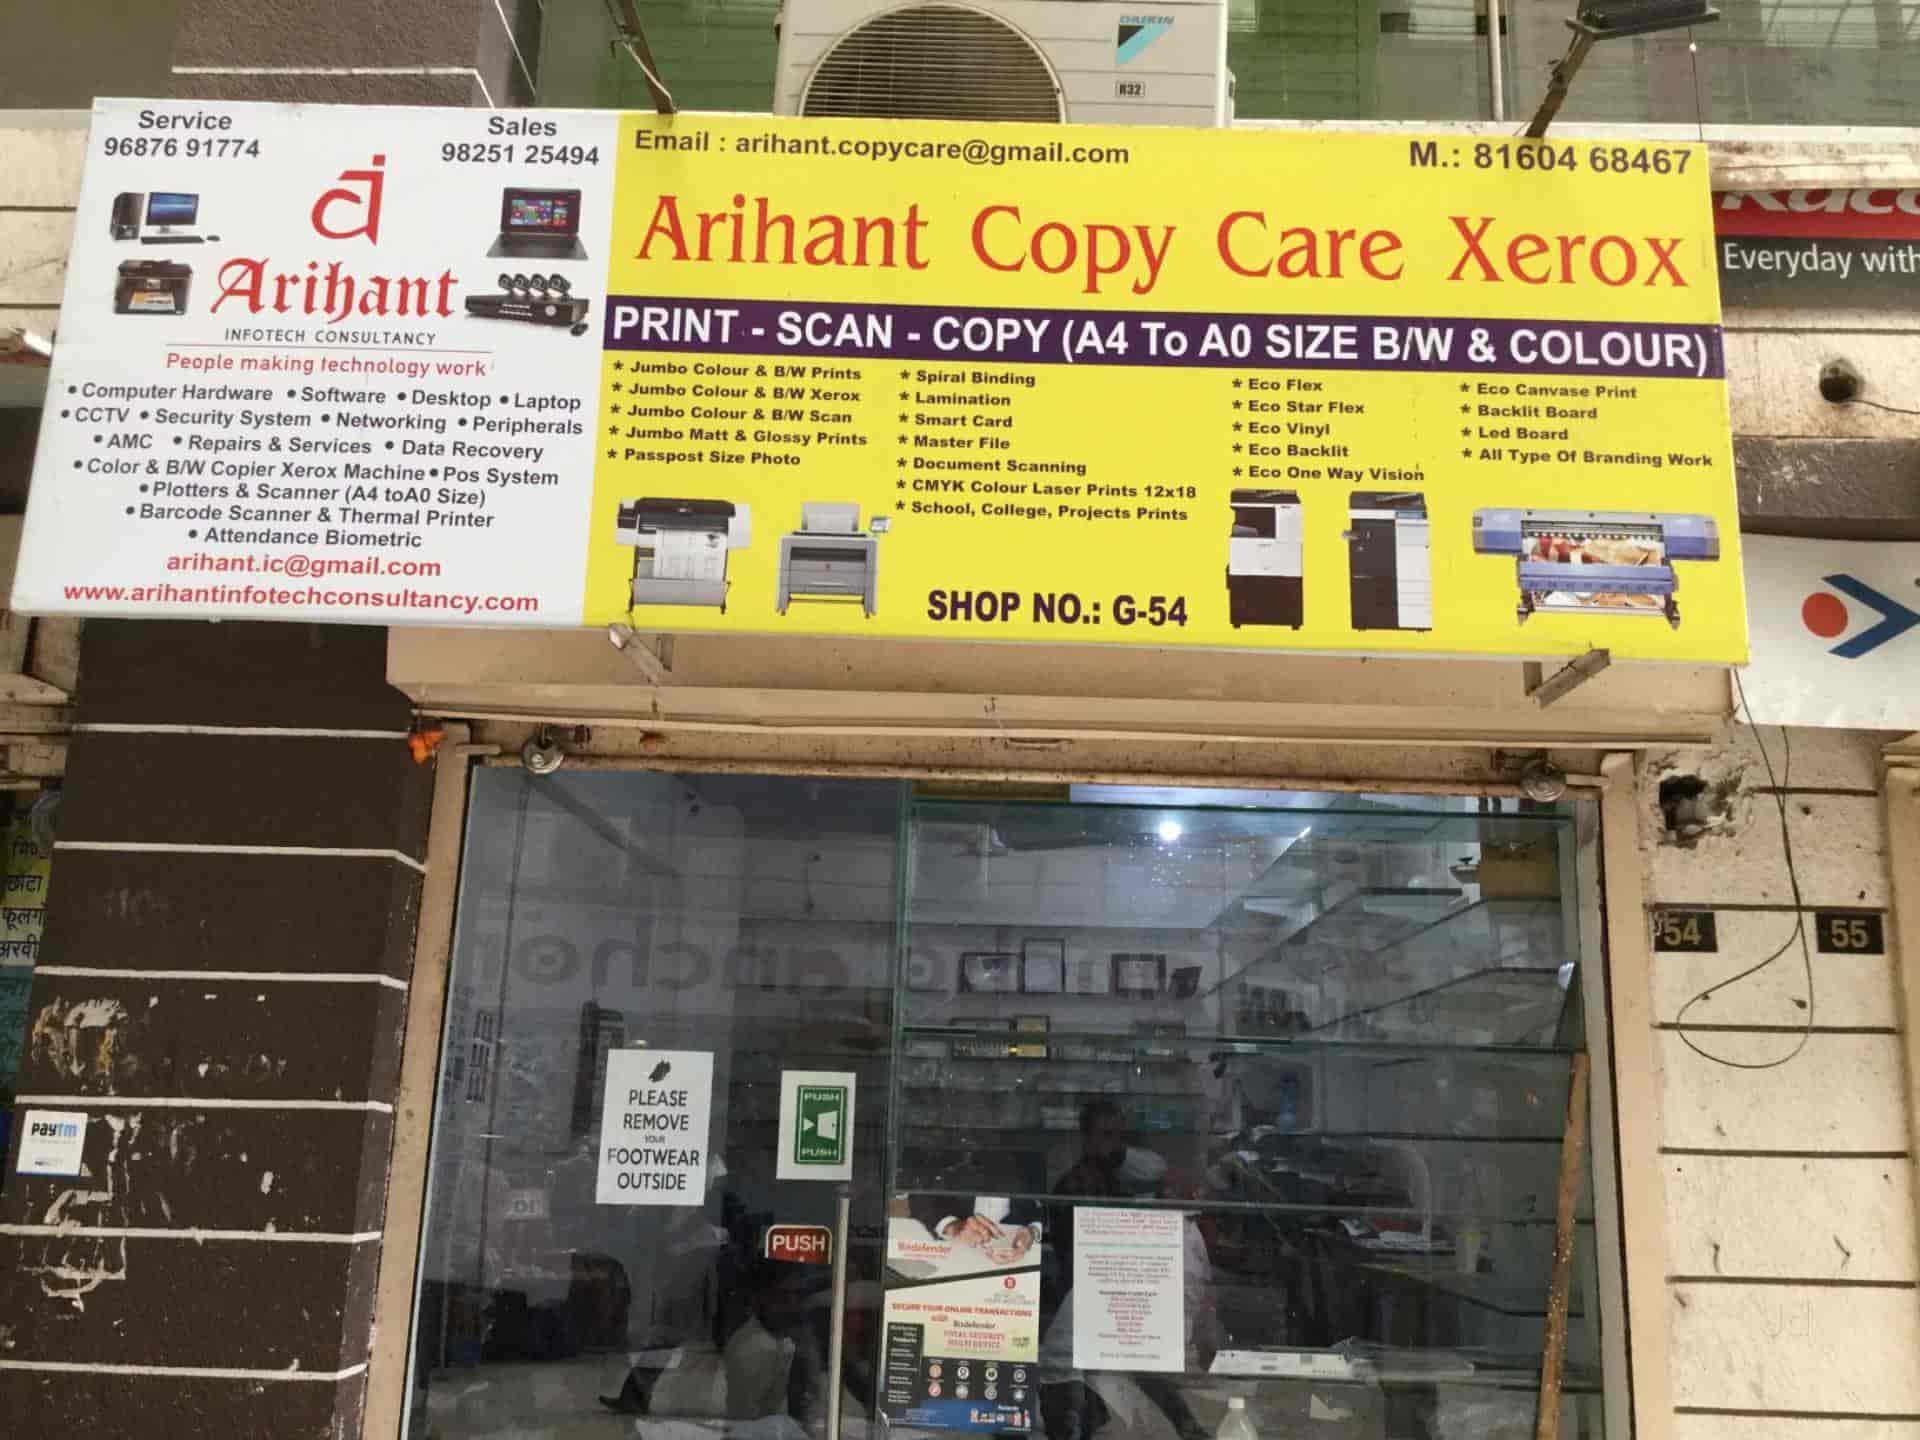 DAIKIN
R32
Service
96876 91774
Sales
98251 25494
Arihant
INFOTECH CONSULTANCY
People making technology work
• Computer Hardware • Software • Desktop • Laptop
• CCTV • Security System • Networking • Peripherals
• AMC • Repairs & Services • Data Recovery
• Color & B/W Copier Xerox Machine • Pos System
• Plotters & Scanner (A4 toA0 Size)
• Barcode Scanner & Thermal Printer
• Attendance Biometric
arihant.ic@gmail.com
www.arihantinfotechconsultancy.com
Email : arihant.copycare@gmail.com
M.: 81604 68467
Arihant Copy Care Xerox
PRINT - SCAN - COPY (A4 To A0 SIZE B/W & COLOUR)
* Jumbo Colour & B/W Prints
* Jumbo Colour & B/W Xerox
* Jumbo Colour & B/W Scan
* Jumbo Matt & Glossy Prints
* Passpost Size Photo
* Spiral Binding
* Lamination
* Smart Card
* Master File
* Document Scanning
* CMYK Colour Laser Prints 12x18
* School, College, Projects Prints
* Eco Flex
* Eco Star Flex
* Eco Vinyl
* Eco Backlit
* Eco One Way Vision
* Eco Canvase Print
* Backlit Board
* Led Board
* All Type Of Branding Work
SHOP NO.: G-54
Everyday with
54
55
paytm
PLEASE
REMOVE
YOUR
FOOTWEAR
OUTSIDE
PUSH
PUSH
PUSH
Bitdefender
SECURE YOUR ONLINE TRANSACTIONS
with Bitdefender
TOTAL SECURITY
MULTI DEVICE